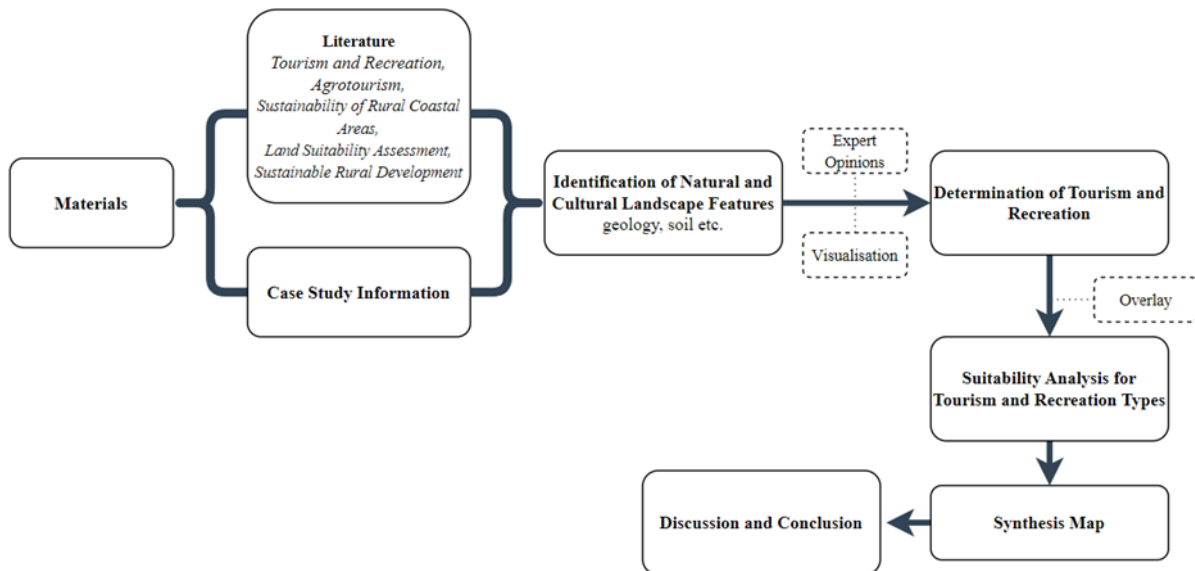 Literature
Tourism and Recreation,
Agrotourism,
Sustainability of Rural Coastal
Areas,
Land Suitability Assessment,
Sustainable Rural Development
Materials
Case Study Information
Identification of Natural and
Cultural Landscape Features
geology, soil etc.
Expert
Opinions
Visualisation
Determination of Tourism and
Recreation
Overlay
Suitability Analysis for
Tourism and Recreation Types
Synthesis Map
Discussion and Conclusion